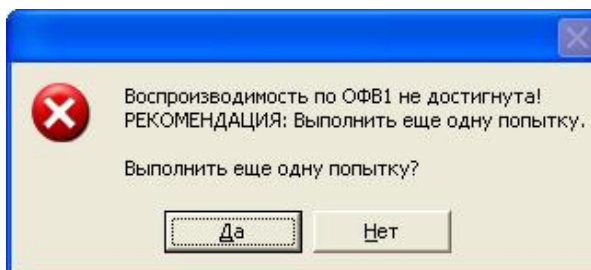 Воспроизводимость по ОФВ1 не достигнута!
РЕКОМЕНДАЦИЯ: Выполнить еще одну попытку.
Выполнить еще одну попытку?
Да
Нет